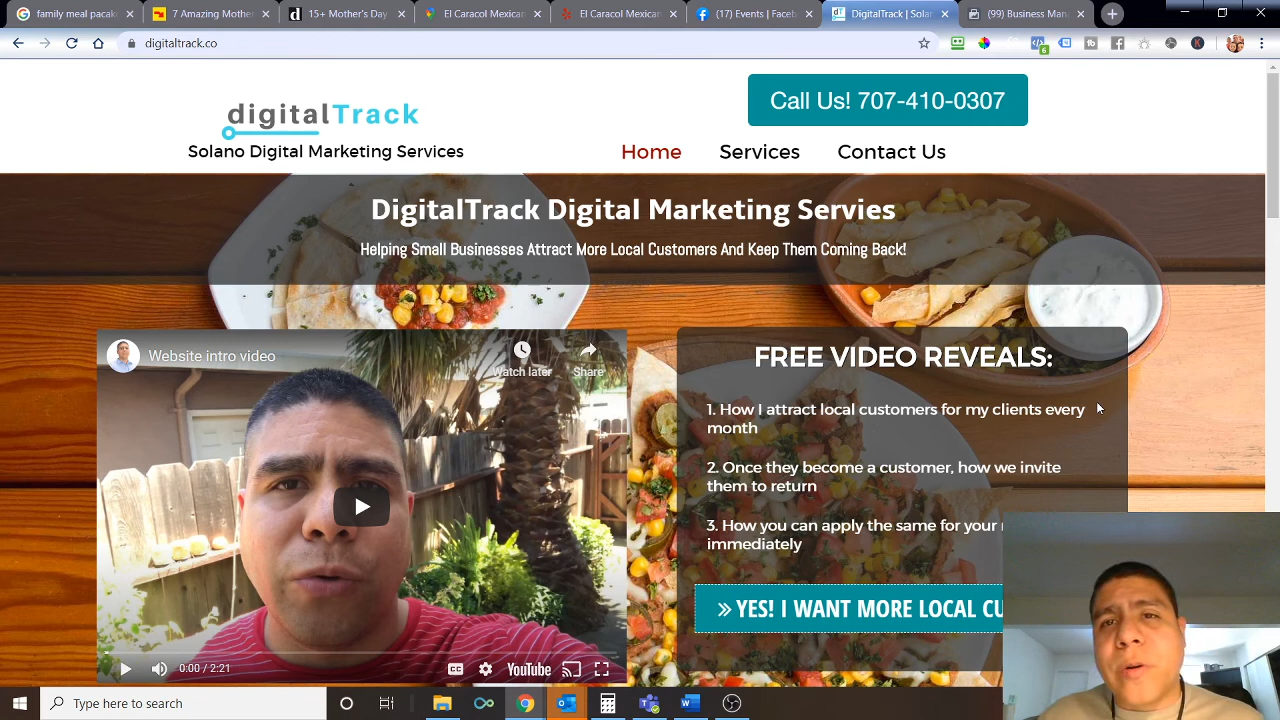 family meal pacak
7 Amazing Mothe
15+ Mother's Day
El Caracol Mexican
El Caracol Mexican
(17) Events | Faceb
DigitalTrack | Solan
(99) Business Man
digitaltrack.co
6
digitalTrack
Solano Digital Marketing Services
Call Us! 707-410-0307
Home Services Contact Us
DigitalTrack Digital Marketing Servies
Helping Small Businesses Attract More Local Customers And Keep Them Coming Back!
Website intro video
Watch later
Share
0:00 / 2:21
CC
YouTube
FREE VIDEO REVEALS:
1. How I attract local customers for my clients every
month
2. Once they become a customer, how we invite
them to return
3. How you can apply the same for your
immediately
» YES! I WANT MORE LOCAL CU
Type here to search